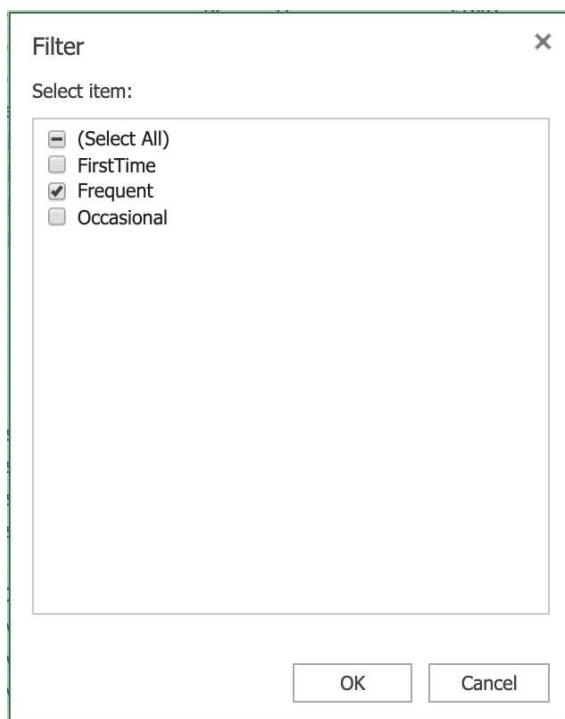 Filter
Select item:
(Select All)
FirstTime
Frequent
Occasional
OK Cancel